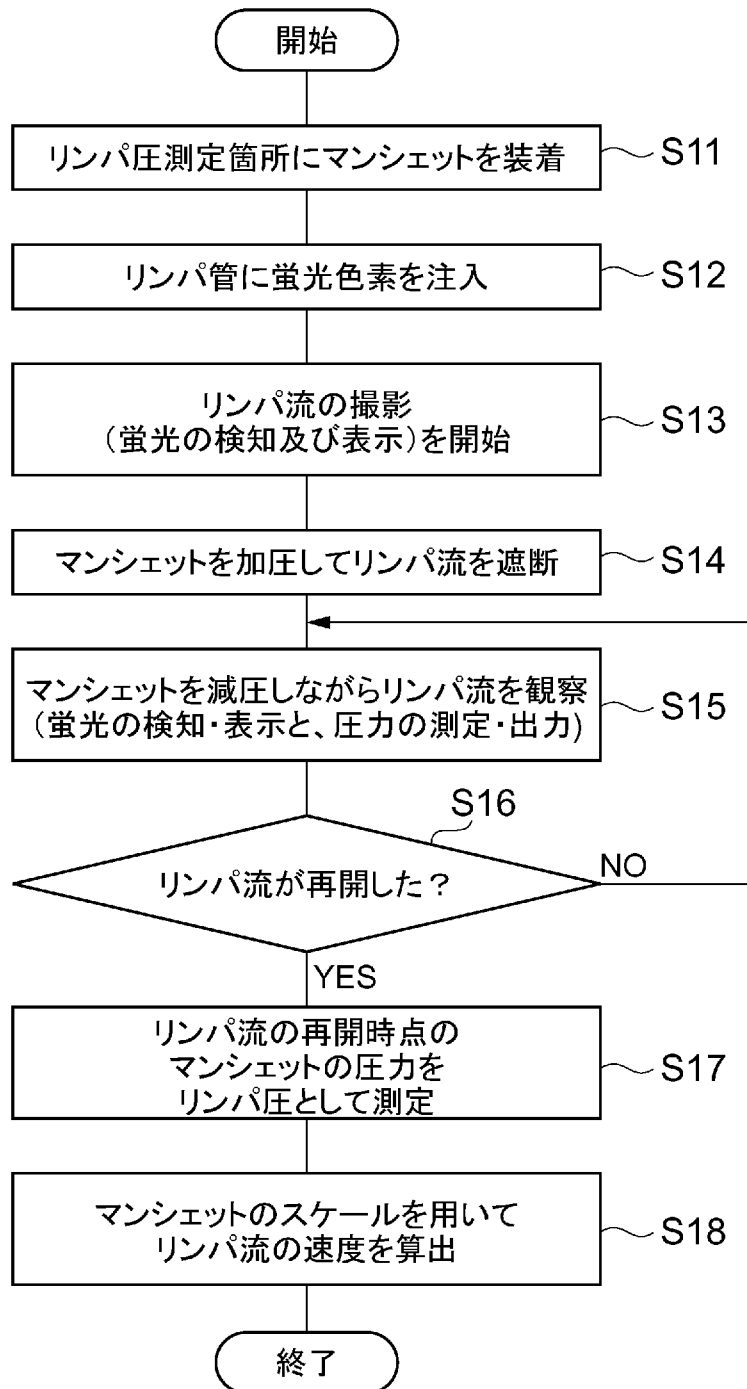 開始
リンパ圧測定箇所にマンシェットを装着
S11
リンパ管に蛍光色素を注入
S12
リンパ流の撮影
（蛍光の検知及び表示）を開始
S13
マンシェットを加圧してリンパ流を遮断
S14
マンシェットを減圧しながらリンパ流を観察
（蛍光の検知・表示と、圧力の測定・出力）
S15
S16
リンパ流が再開した？
NO
YES
リンパ流の再開時点の
マンシェットの圧力を
リンパ圧として測定
S17
マンシェットのスケールを用いて
リンパ流の速度を算出
S18
終了